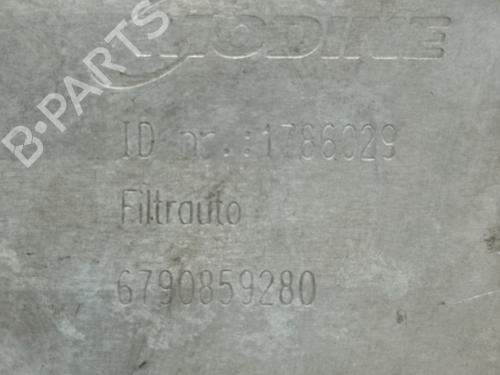 MODINE
B-PARTS
ID nr.:1786029
Filtrauto
6790859280